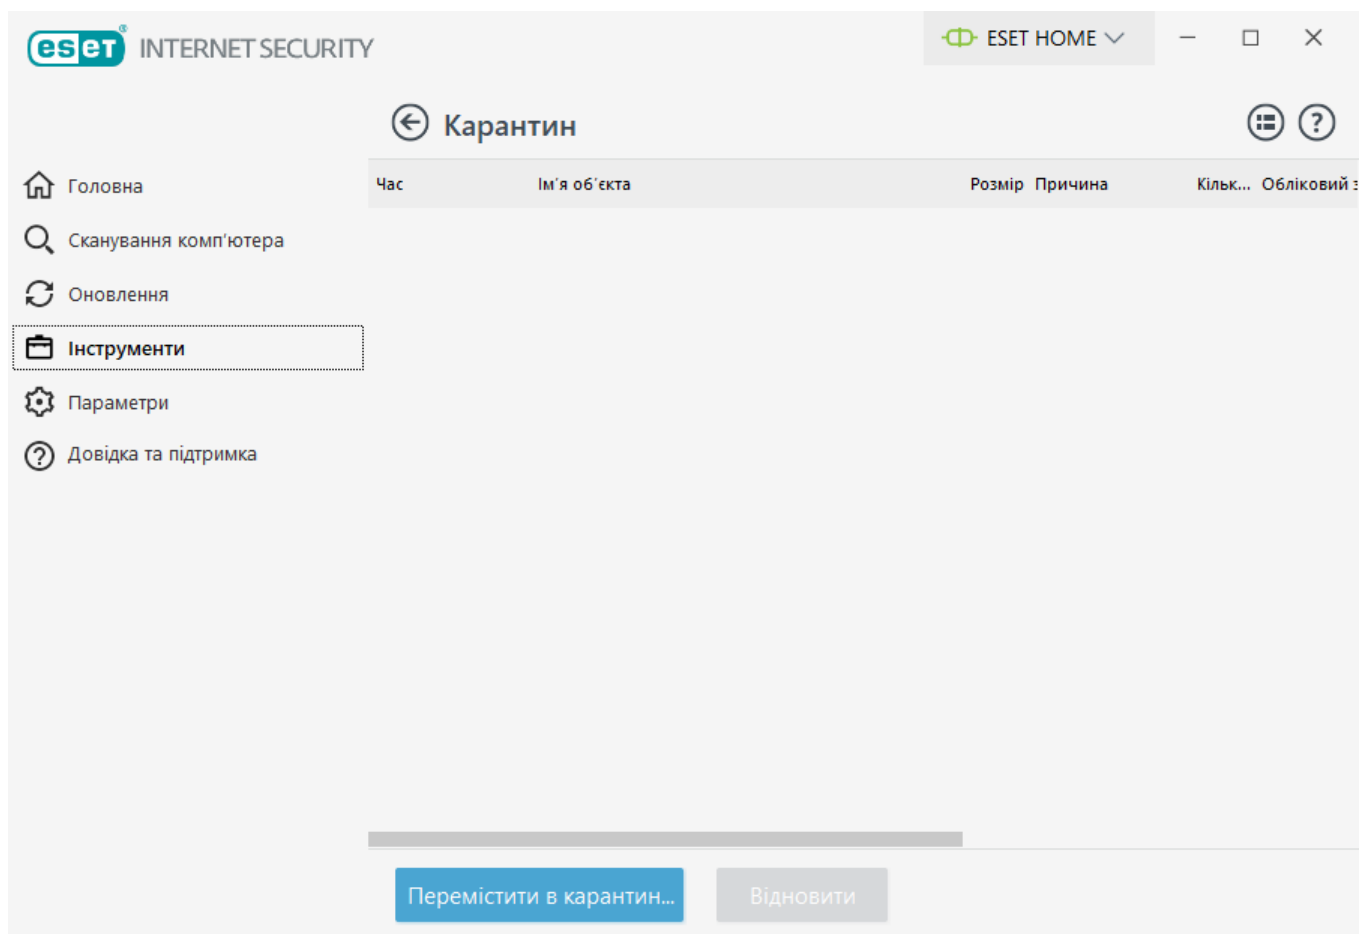 eset® INTERNET SECURITY
ESET HOME
Карантин
Головна
Сканування комп'ютера
Оновлення
Інструменти
Параметри
Довідка та підтримка
Час Ім'я об'єкта Розмір Причина Кільк... Обліковий з
Перемістити в карантин... Відновити